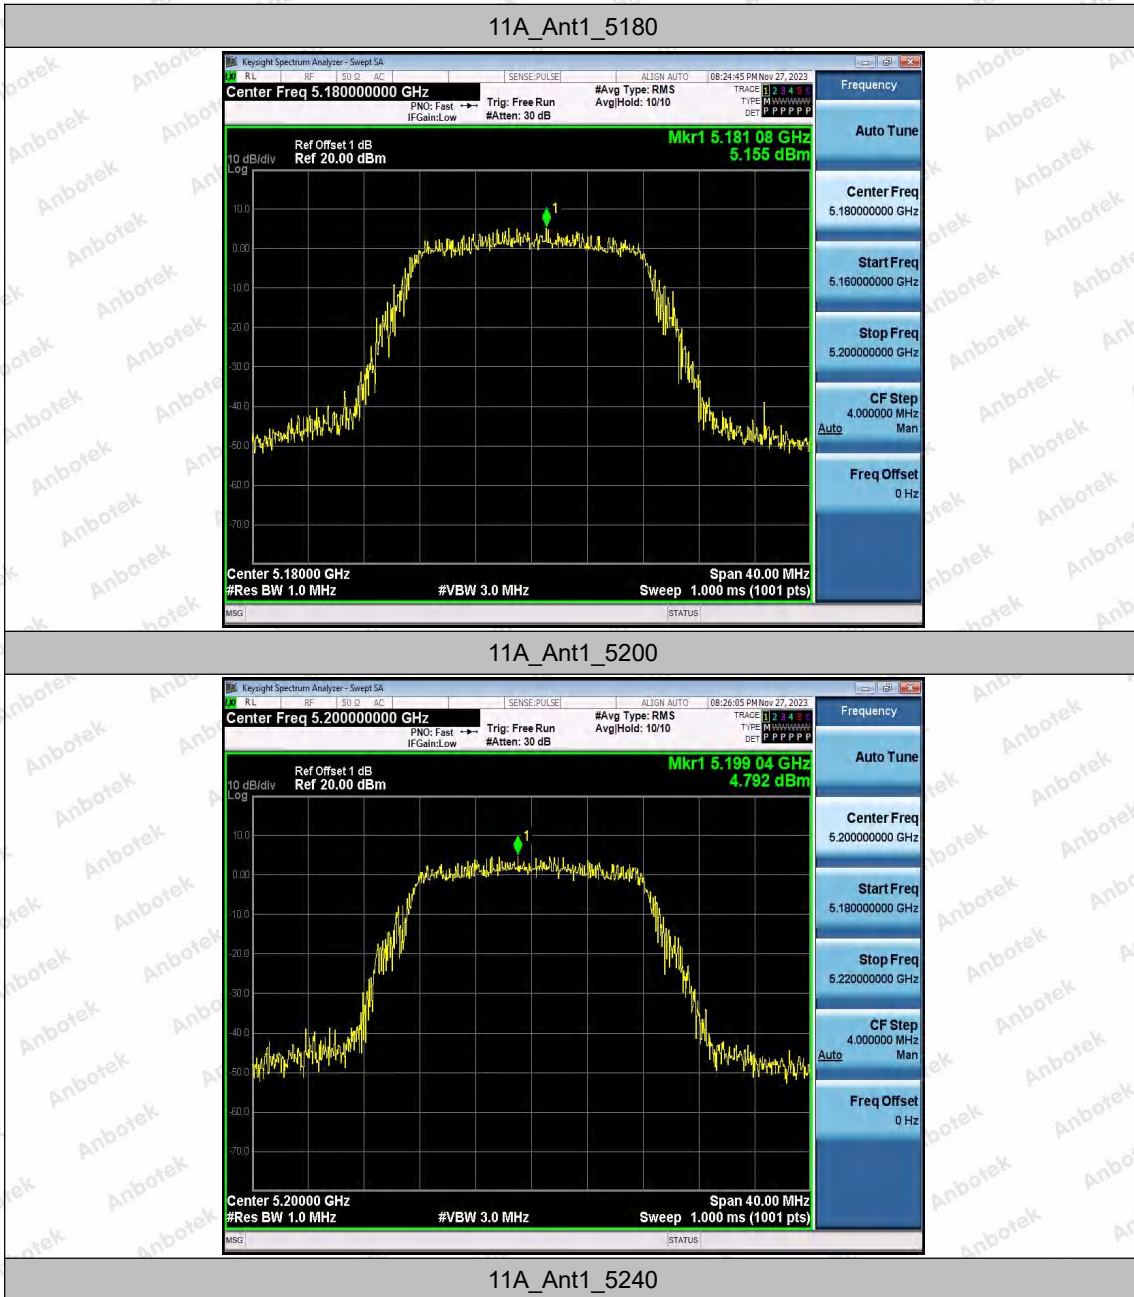 11A_Ant1_5180
Keysight Spectrum Analyzer - Swept SA
RL RF 50 Ω AC SENSE:PULSE ALIGN AUTO 08:24:45 PM Nov 27, 2023
Center Freq 5.180000000 GHz
PNO: Fast
IFGain:Low
Trig: Free Run
#Atten: 30 dB
#Avg Type: RMS
Avg|Hold: 10/10
TRACE 1 2 3 4 5 6
TYPE M W W W W W
DET P P P P P P
Ref Offset 1 dB
10 dB/div Ref 20.00 dBm
Log
Mkr1 5.181 08 GHz
5.155 dBm
1
10.0
0.00
-10.0
-20.0
-30.0
-40.0
-50.0
-60.0
-70.0
Center 5.18000 GHz Span 40.00 MHz
#Res BW 1.0 MHz #VBW 3.0 MHz Sweep 1.000 ms (1001 pts)
MSG STATUS
Frequency
Auto Tune
Center Freq
5.180000000 GHz
Start Freq
5.160000000 GHz
Stop Freq
5.200000000 GHz
CF Step
4.000000 MHz
Auto Man
Freq Offset
0 Hz
11A_Ant1_5200
Keysight Spectrum Analyzer - Swept SA
RL RF 50 Ω AC SENSE:PULSE ALIGN AUTO 08:26:05 PM Nov 27, 2023
Center Freq 5.200000000 GHz
PNO: Fast
IFGain:Low
Trig: Free Run
#Atten: 30 dB
#Avg Type: RMS
Avg|Hold: 10/10
TRACE 1 2 3 4 5 6
TYPE M W W W W W
DET P P P P P P
Ref Offset 1 dB
10 dB/div Ref 20.00 dBm
Log
Mkr1 5.199 04 GHz
4.792 dBm
1
10.0
0.00
-10.0
-20.0
-30.0
-40.0
-50.0
-60.0
-70.0
Center 5.20000 GHz Span 40.00 MHz
#Res BW 1.0 MHz #VBW 3.0 MHz Sweep 1.000 ms (1001 pts)
MSG STATUS
Frequency
Auto Tune
Center Freq
5.200000000 GHz
Start Freq
5.180000000 GHz
Stop Freq
5.220000000 GHz
CF Step
4.000000 MHz
Auto Man
Freq Offset
0 Hz
11A_Ant1_5240
Anbotek